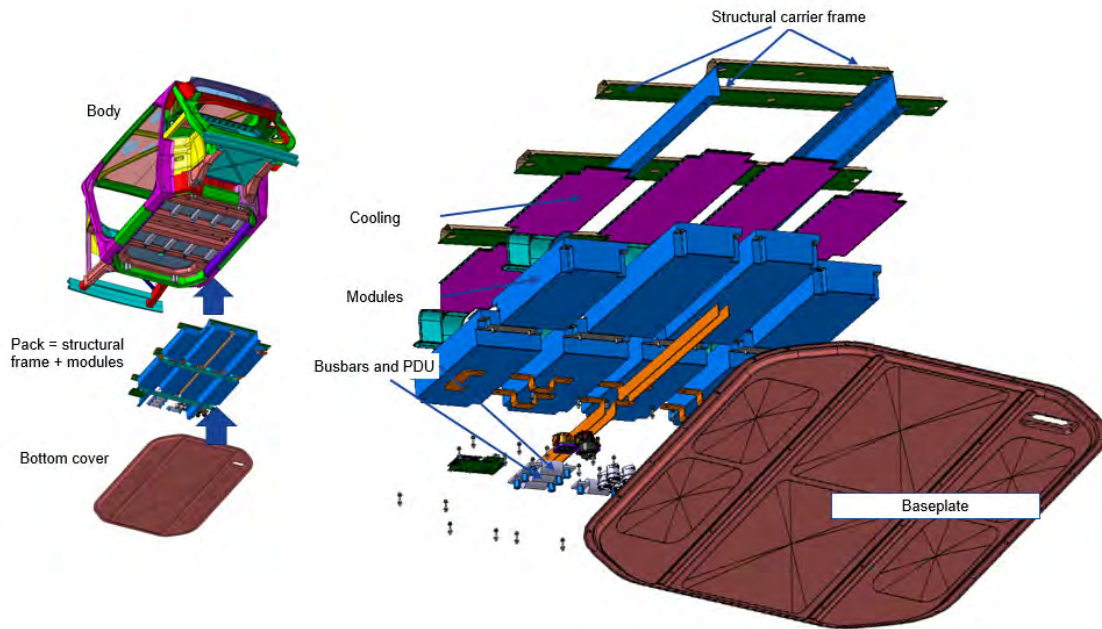 Structural carrier frame
Body
Cooling
Modules
Pack = structural
frame + modules
Busbars and PDU
Bottom cover
Baseplate